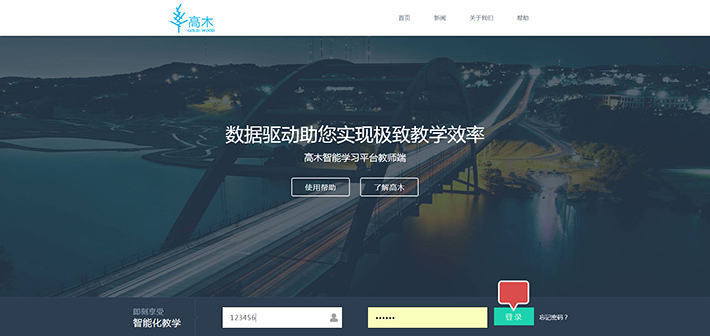 高木
首页 新闻 关于我们 帮助
数据驱动助您实现极致教学效率
高木智能学习平台教师端
使用帮助 了解高木
即刻享受
智能化教学
123456
••••••
登录
忘记密码？